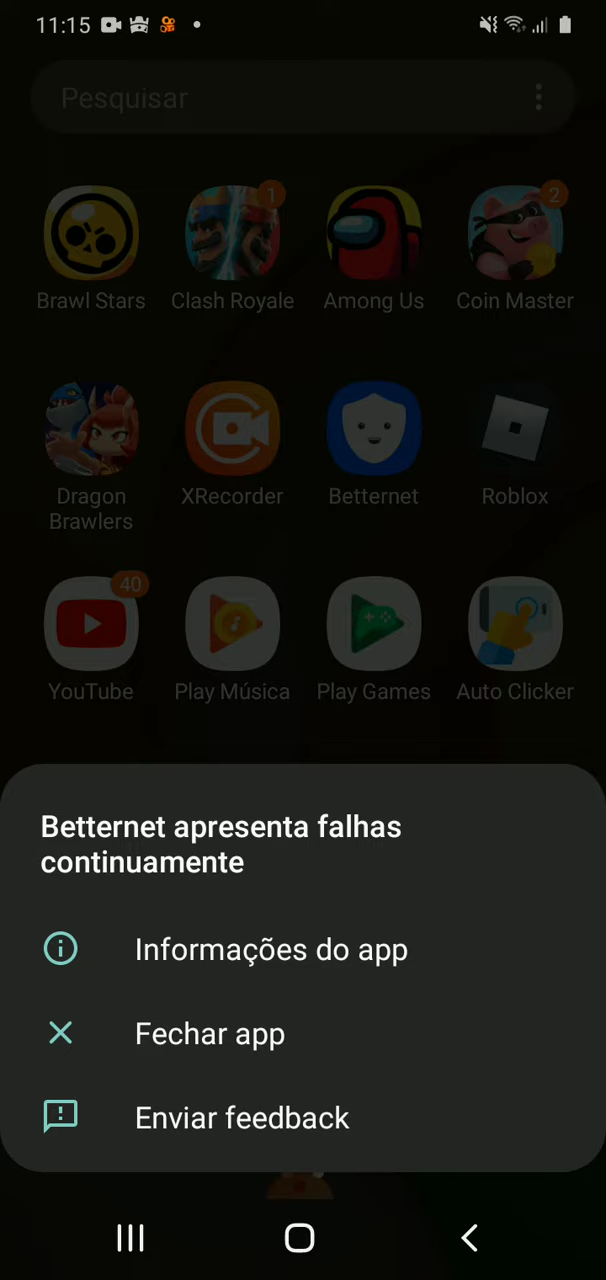 11:15
Pesquisar
1
2
Brawl Stars
Clash Royale
Among Us
Coin Master
Dragon
Brawlers
XRecorder
Betternet
Roblox
40
YouTube
Play Música
Play Games
Auto Clicker
Betternet apresenta falhas
continuamente
Informações do app
Fechar app
Enviar feedback